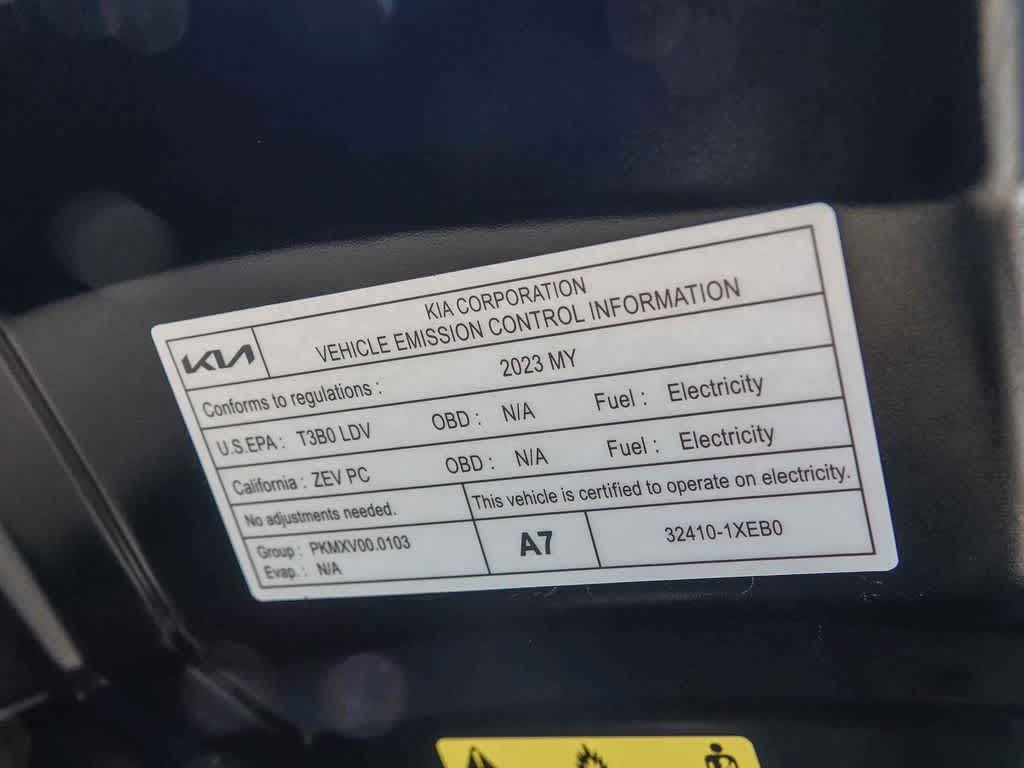 KIA
KIA CORPORATION
VEHICLE EMISSION CONTROL INFORMATION
Conforms to regulations : 2023 MY
U.S.EPA : T3B0 LDV OBD : N/A Fuel : Electricity
California : ZEV PC OBD : N/A Fuel : Electricity
No adjustments needed. This vehicle is certified to operate on electricity.
Group : PKMXV00.0103
Evap. : N/A
A7
32410-1XEB0